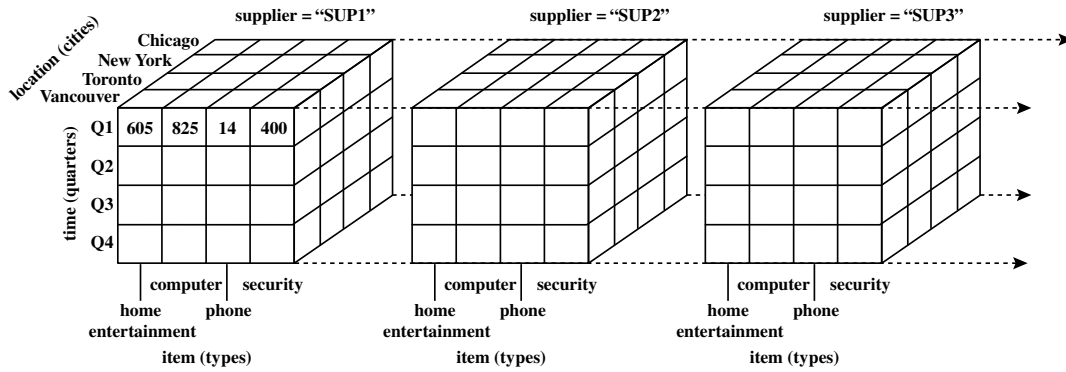 supplier = “SUP1” supplier = “SUP2” supplier = “SUP3”
location (cities)
Chicago
New York
Toronto
Vancouver
time (quarters)
Q1 605 825 14 400
Q2
Q3
Q4
computer security computer security computer security
home phone home phone home phone
entertainment entertainment entertainment
item (types) item (types) item (types)